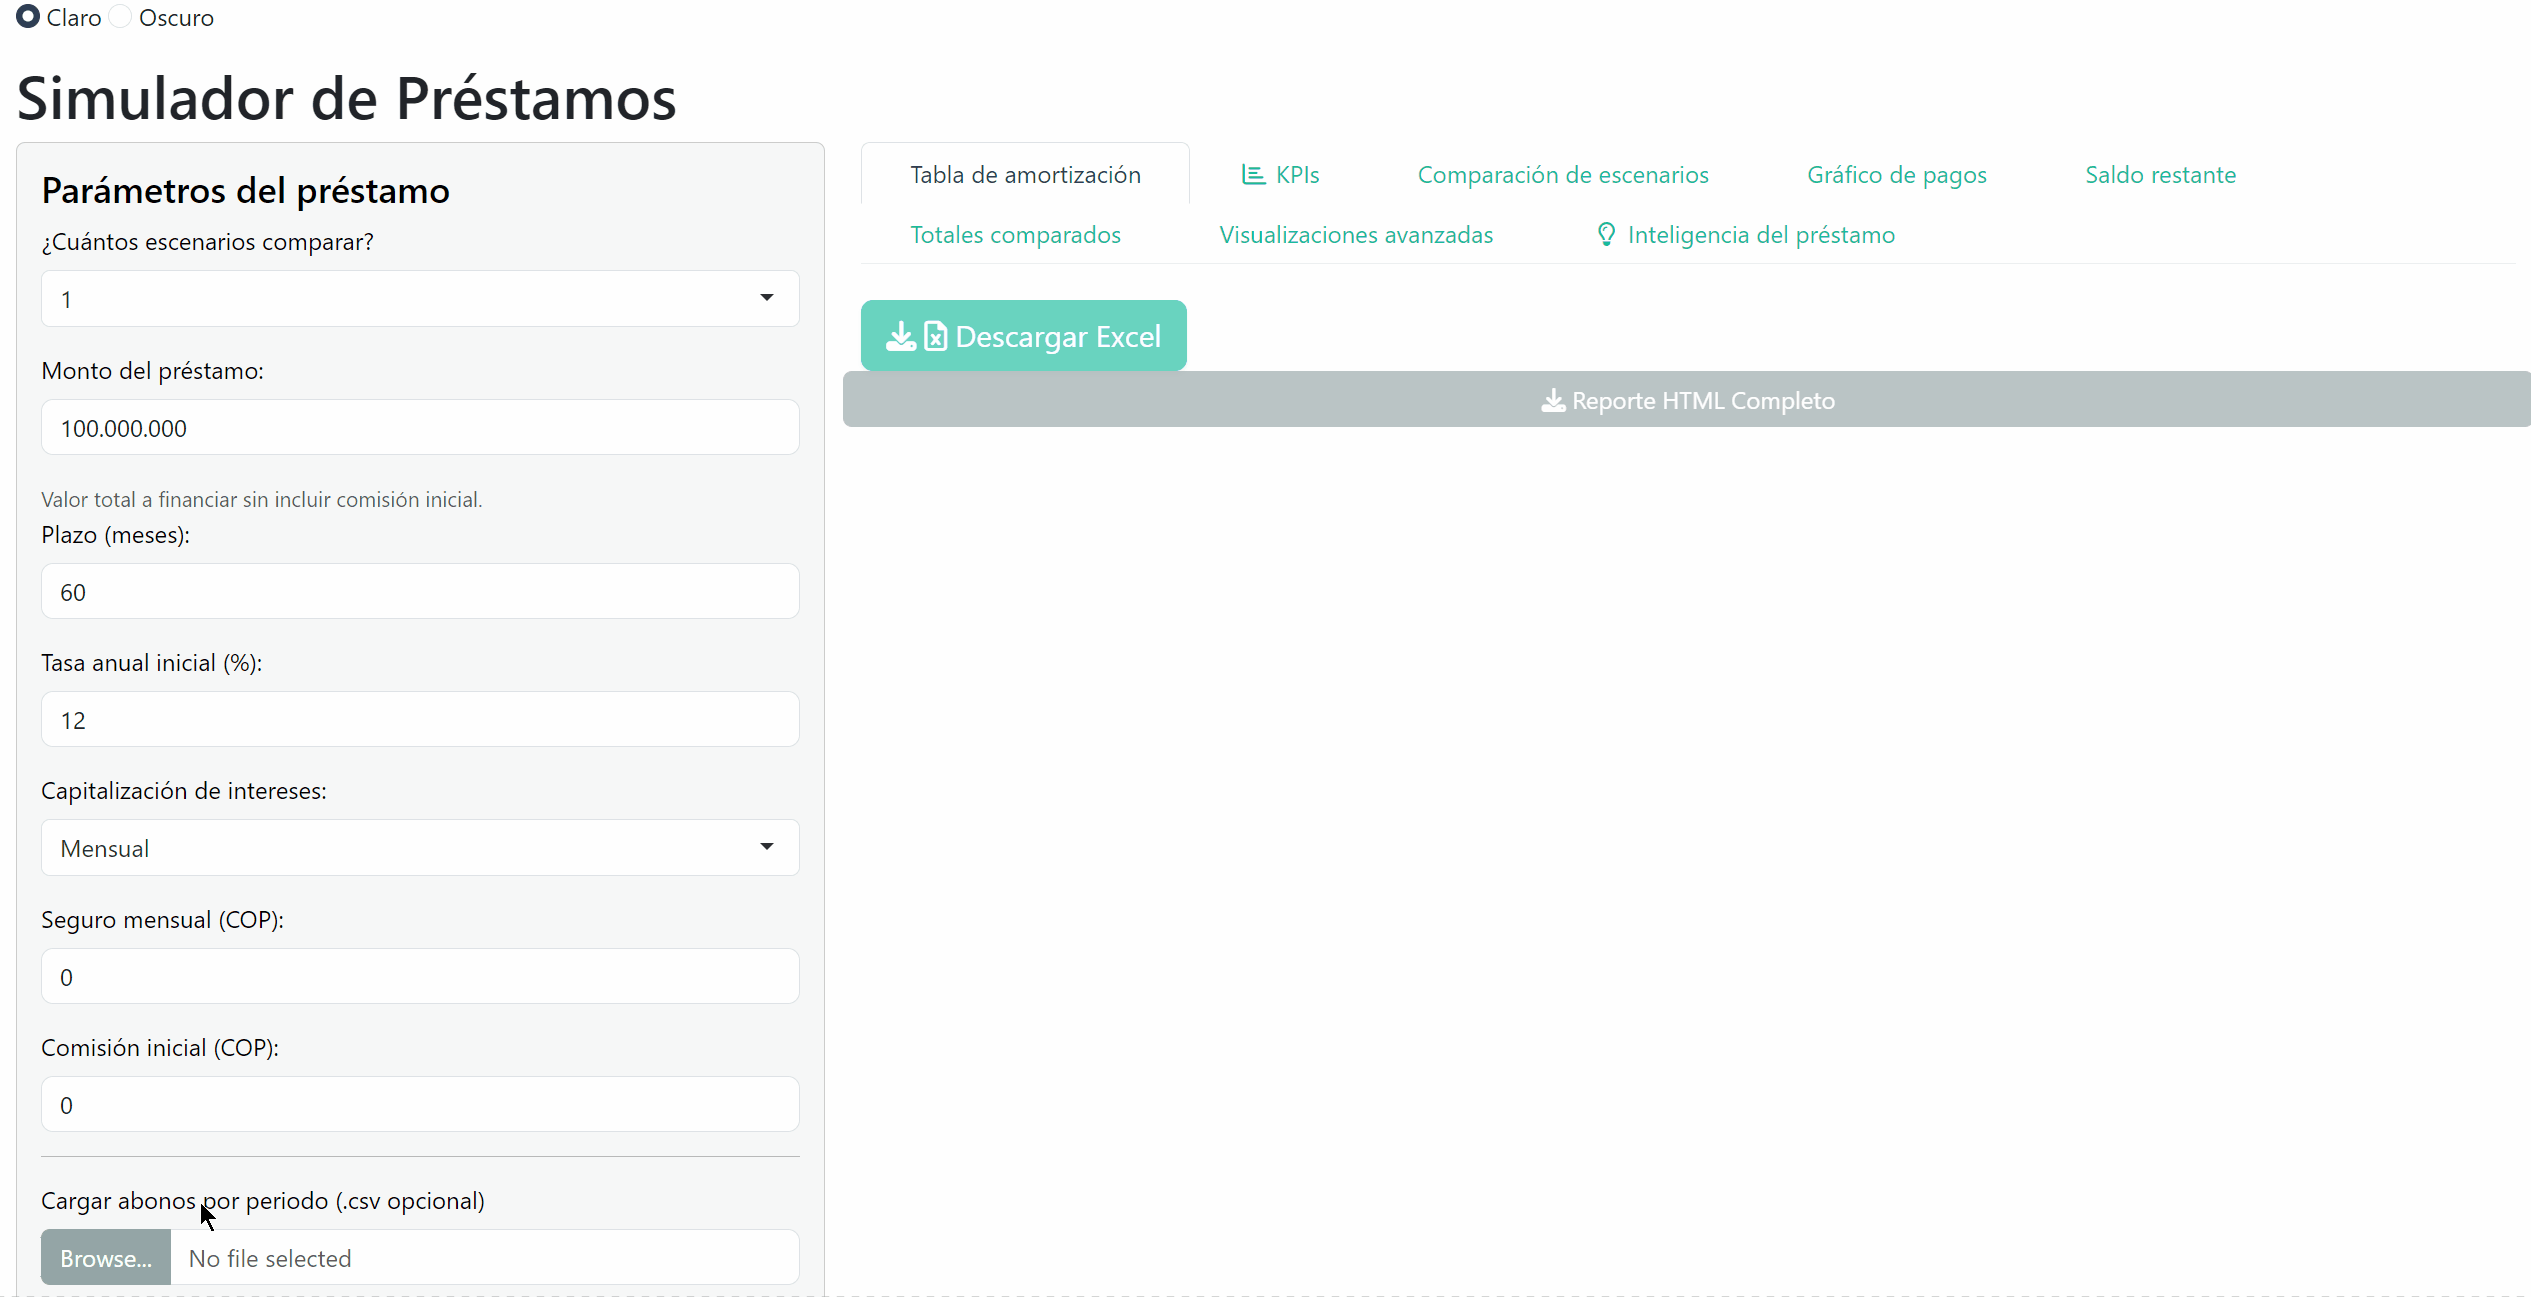 Claro Oscuro
Simulador de Préstamos
Parámetros del préstamo
¿Cuántos escenarios comparar?
1
Monto del préstamo:
100.000.000
Valor total a financiar sin incluir comisión inicial.
Plazo (meses):
60
Tasa anual inicial (%):
12
Capitalización de intereses:
Mensual
Seguro mensual (COP):
0
Comisión inicial (COP):
0
Cargar abonos por periodo (.csv opcional)
Browse... No file selected
Tabla de amortización KPIs Comparación de escenarios Gráfico de pagos Saldo restante
Totales comparados Visualizaciones avanzadas Inteligencia del préstamo
Descargar Excel
Reporte HTML Completo